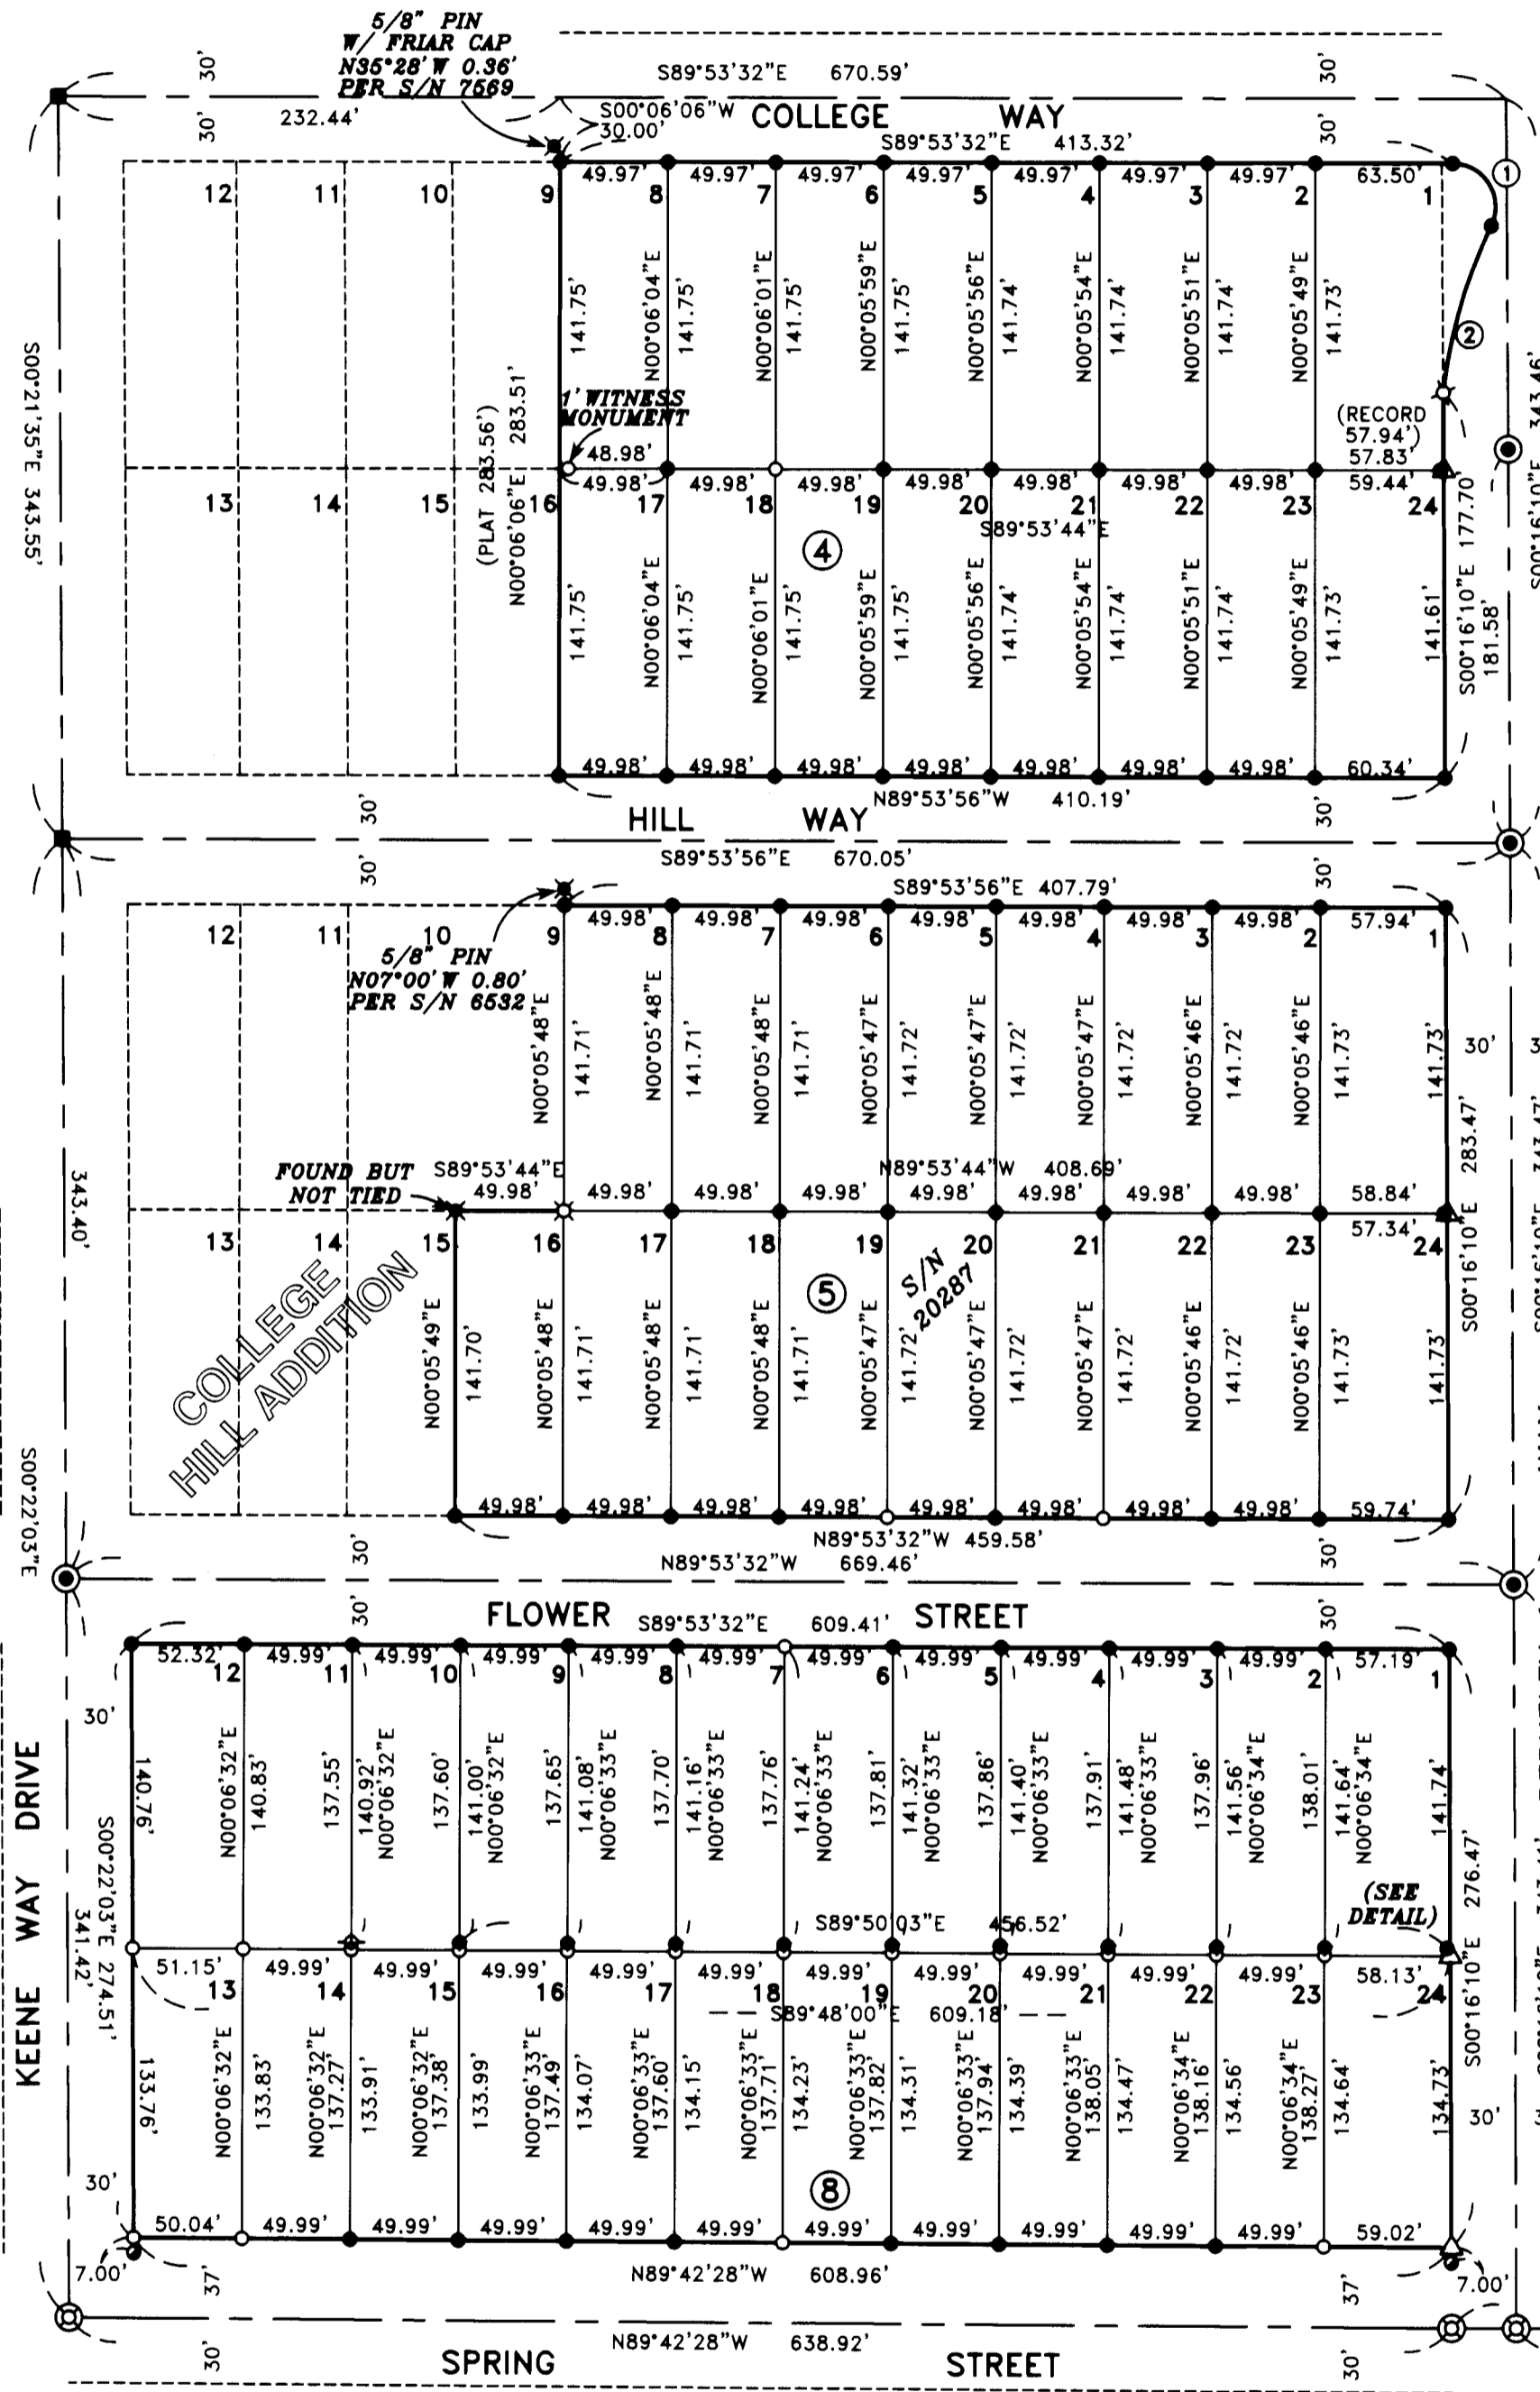 5/8" PIN
W/ FRIAR CAP
N35°28' W 0.36'
PER S/N 7569
30'
S89°53'32"E 670.59'
30'
232.44'
30'
S00°06'06"W
30.00'
COLLEGE WAY
30'
S89°53'32"E 413.32'
49.97' 49.97' 49.97' 49.97' 49.97' 49.97' 49.97' 63.50'
1
12 11 10 9 8 7 6 5 4 3 2 1
N00°06'04"E N00°06'01"E N00°05'59"E N00°05'56"E N00°05'54"E N00°05'51"E N00°05'49"E
141.75' 141.75' 141.75' 141.75' 141.74' 141.74' 141.74' 141.73'
2
S00°21'35"E 343.55'
343.46'
(PLAT 283.56')
N00°06'06"E 283.51'
1' WITNESS
MONUMENT
(RECORD
57.94')
57.83'
48.98'
49.98' 49.98' 49.98' 49.98' 49.98' 49.98' 49.98' 59.44'
13 14 15 16 17 18 19 20 21 22 23 24
S89°53'44"E
4
S00°16'10"E 177.70'
181.58'
S00°16'10"E
N00°06'04"E N00°06'01"E N00°05'59"E N00°05'56"E N00°05'54"E N00°05'51"E N00°05'49"E
141.75' 141.75' 141.75' 141.75' 141.74' 141.74' 141.74' 141.73' 141.61'
49.98' 49.98' 49.98' 49.98' 49.98' 49.98' 49.98' 60.34'
N89°53'56"W 410.19'
30' 30'
HILL WAY
S89°53'56"E 670.05'
30' 30'
S89°53'56"E 407.79'
49.98' 49.98' 49.98' 49.98' 49.98' 49.98' 49.98' 57.94'
12 11 10 9 8 7 6 5 4 3 2 1
5/8" PIN
N07°00' W 0.80'
PER S/N 6532
N00°05'48"E N00°05'48"E N00°05'48"E N00°05'47"E N00°05'47"E N00°05'47"E N00°05'46"E N00°05'46"E
141.71' 141.71' 141.71' 141.72' 141.72' 141.72' 141.72' 141.73' 141.73'
30'
283.47'
343.47'
FOUND BUT
NOT TIED
S89°53'44"E
49.98'
N89°53'44"W 408.69'
49.98' 49.98' 49.98' 49.98' 49.98' 49.98' 49.98' 58.84'
57.34'
343.40'
13 14 15 16 17 18 19 20 21 22 23 24
S00°16'10"E
5
S/N
20287
COLLEGE
HILL ADDITION
N00°05'49"E N00°05'48"E N00°05'48"E N00°05'48"E N00°05'47"E N00°05'47"E N00°05'47"E N00°05'46"E N00°05'46"E
141.70' 141.71' 141.71' 141.71' 141.72' 141.72' 141.72' 141.72' 141.73' 141.73'
S00°22'03"E
49.98' 49.98' 49.98' 49.98' 49.98' 49.98' 49.98' 49.98' 59.74'
N89°53'32"W 459.58'
30' 30'
N89°53'32"W 669.46'
30' 30'
FLOWER STREET
S89°53'32"E 609.41'
52.32' 49.99' 49.99' 49.99' 49.99' 49.99' 49.99' 49.99' 49.99' 49.99' 49.99' 57.19'
12 11 10 9 8 7 6 5 4 3 2 1
30'
N00°06'32"E N00°06'32"E N00°06'32"E N00°06'33"E N00°06'33"E N00°06'33"E N00°06'33"E N00°06'33"E N00°06'33"E N00°06'34"E N00°06'34"E
140.76' 140.83' 140.92' 141.00' 141.08' 141.16' 141.24' 141.32' 141.40' 141.48' 141.56' 141.64' 141.74'
137.55' 137.60' 137.65' 137.70' 137.76' 137.81' 137.86' 137.91' 137.96' 138.01'
276.47'
KEENE WAY DRIVE
S00°22'03"E 274.51'
341.42'
(SEE
DETAIL)
S89°50'03"E 456.52'
51.15' 49.99' 49.99' 49.99' 49.99' 49.99' 49.99' 49.99' 49.99' 49.99' 49.99' 58.13'
13 14 15 16 17 18 19 20 21 22 23 24
S89°48'00"E 609.18'
S00°16'10"E
N00°06'32"E N00°06'32"E N00°06'32"E N00°06'33"E N00°06'33"E N00°06'33"E N00°06'33"E N00°06'33"E N00°06'33"E N00°06'34"E N00°06'34"E
137.27' 137.38' 137.49' 137.60' 137.71' 137.82' 137.94' 138.05' 138.16' 138.27'
133.76' 133.83' 133.91' 133.99' 134.07' 134.15' 134.23' 134.31' 134.39' 134.47' 134.56' 134.64' 134.73'
30'
30'
8
50.04' 49.99' 49.99' 49.99' 49.99' 49.99' 49.99' 49.99' 49.99' 49.99' 49.99' 59.02'
7.00' 37'
N89°42'28"W 608.96'
37' 7.00'
N89°42'28"W 638.92'
30' 30'
SPRING STREET